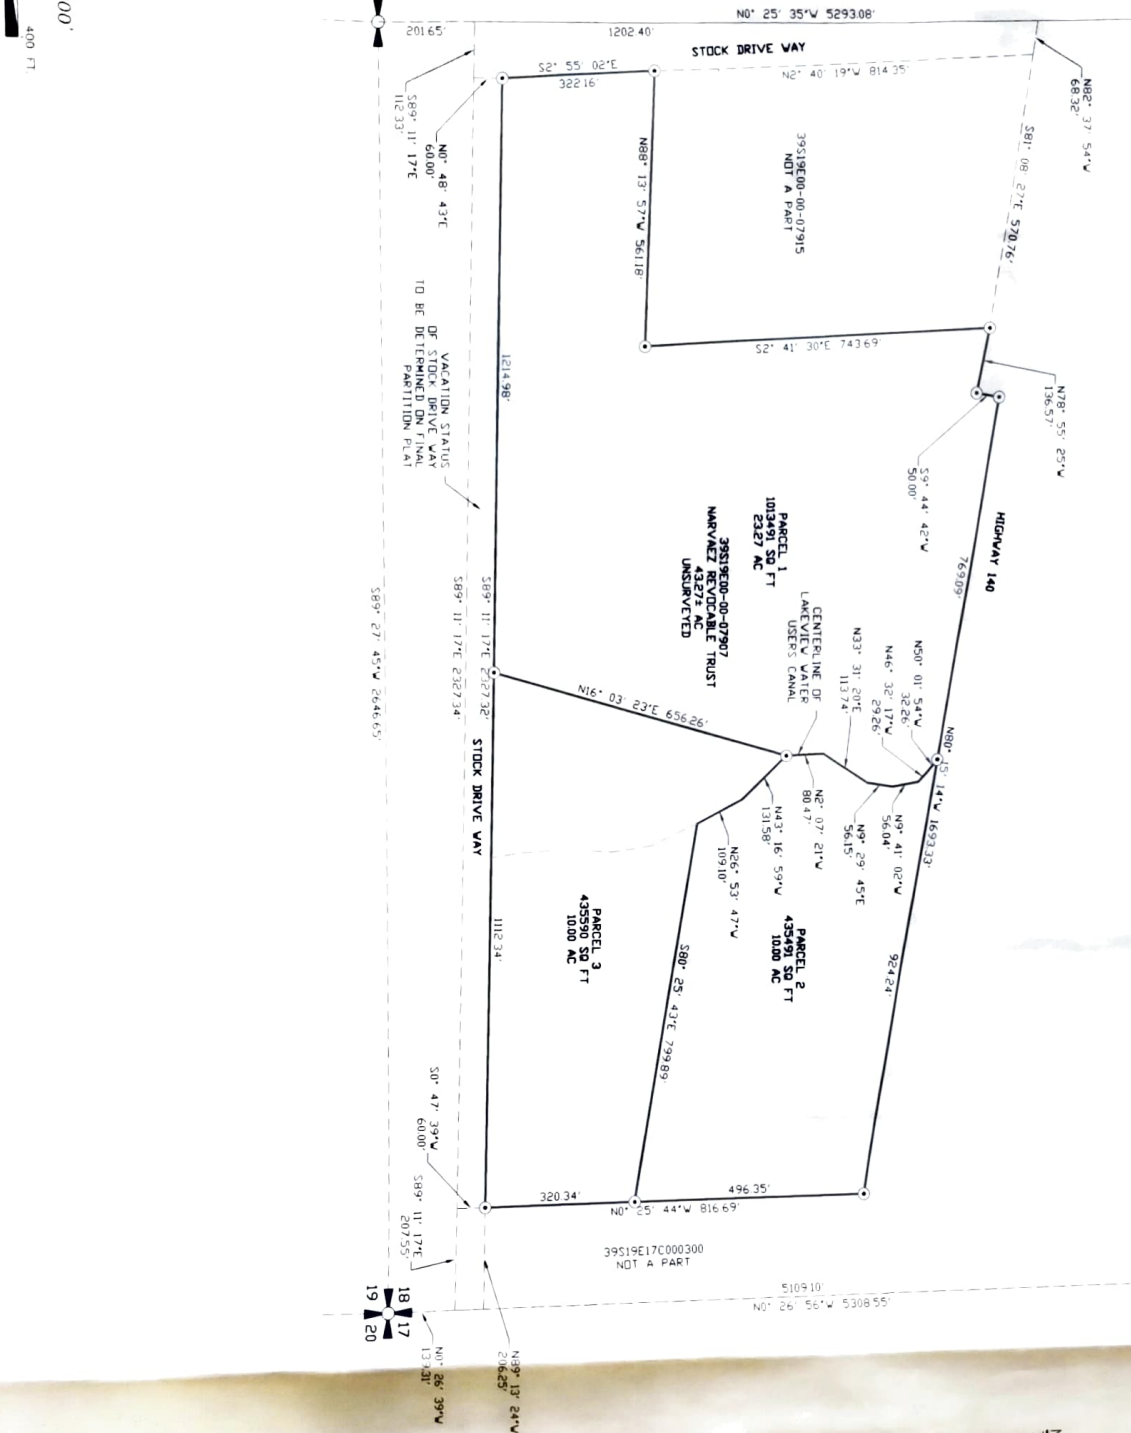 00'
400 FT.
N0° 25' 35"W 5293.08'
201.65'
1202.40'
STOCK DRIVE WAY
S2° 55' 02"E
322.16'
N2° 40' 19"W 814.35'
N82° 37' 54"W
68.32'
S81° 08' 27"E 570.76'
S89° 11' 17"E
112.33'
N0° 48' 43"E
60.00'
N88° 13' 57"W 561.18'
39S19E00-00-07915
NOT A PART
S2° 41' 30"E 743.69'
N78° 55' 25"W
136.57'
S9° 44' 42"W
50.00'
HIGHWAY 140
769.09'
1214.98'
VACATION STATUS
OF STOCK DRIVE WAY
TO BE DETERMINED ON FINAL
PARTITION PLAT
PARCEL 1
1013491 SQ FT
23.27 AC
39S19E00-00-07907
NARVAEZ REVOCABLE TRUST
43.27± AC
UNSURVEYED
CENTERLINE OF
LAKEVIEW WATER
USERS CANAL
N33° 31' 20"E
113.74'
N46° 32' 17"W
29.26'
N50° 01' 54"W
32.26'
N80° 15' 14"W 1693.33'
S89° 27' 45"W 2646.65'
S89° 11' 17"E 2327.34'
S89° 11' 17"E 2327.32'
N16° 03' 23"E 656.26'
STOCK DRIVE WAY
N2° 07' 21"W
80.47'
N9° 29' 45"E
56.15'
N9° 41' 02"W
56.04'
N43° 16' 59"W
131.58'
N26° 53' 47"W
109.10'
PARCEL 3
435590 SQ FT
10.00 AC
PARCEL 2
435491 SQ FT
10.00 AC
924.24'
1112.34'
S80° 25' 43"E 799.89'
S0° 47' 39"W
60.00'
S89° 11' 17"E
207.55'
320.34'
496.35'
N0° 25' 44"W 816.69'
39S19E17C000300
NOT A PART
5109.10'
N0° 26' 56"W 5308.55'
18
17
19
20
N0° 26' 39"W
139.31'
N89° 13' 24"W
206.25'